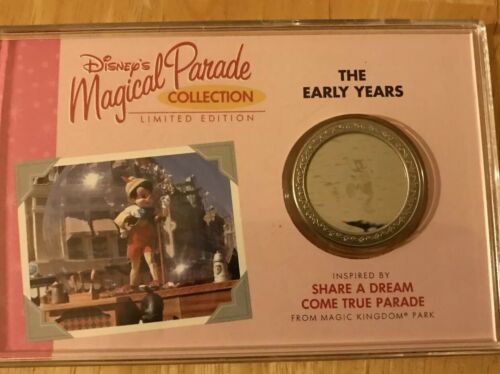 Disney's
Magical Parade
COLLECTION
LIMITED EDITION
THE
EARLY YEARS
INSPIRED BY
SHARE A DREAM
COME TRUE PARADE
FROM MAGIC KINGDOM® PARK